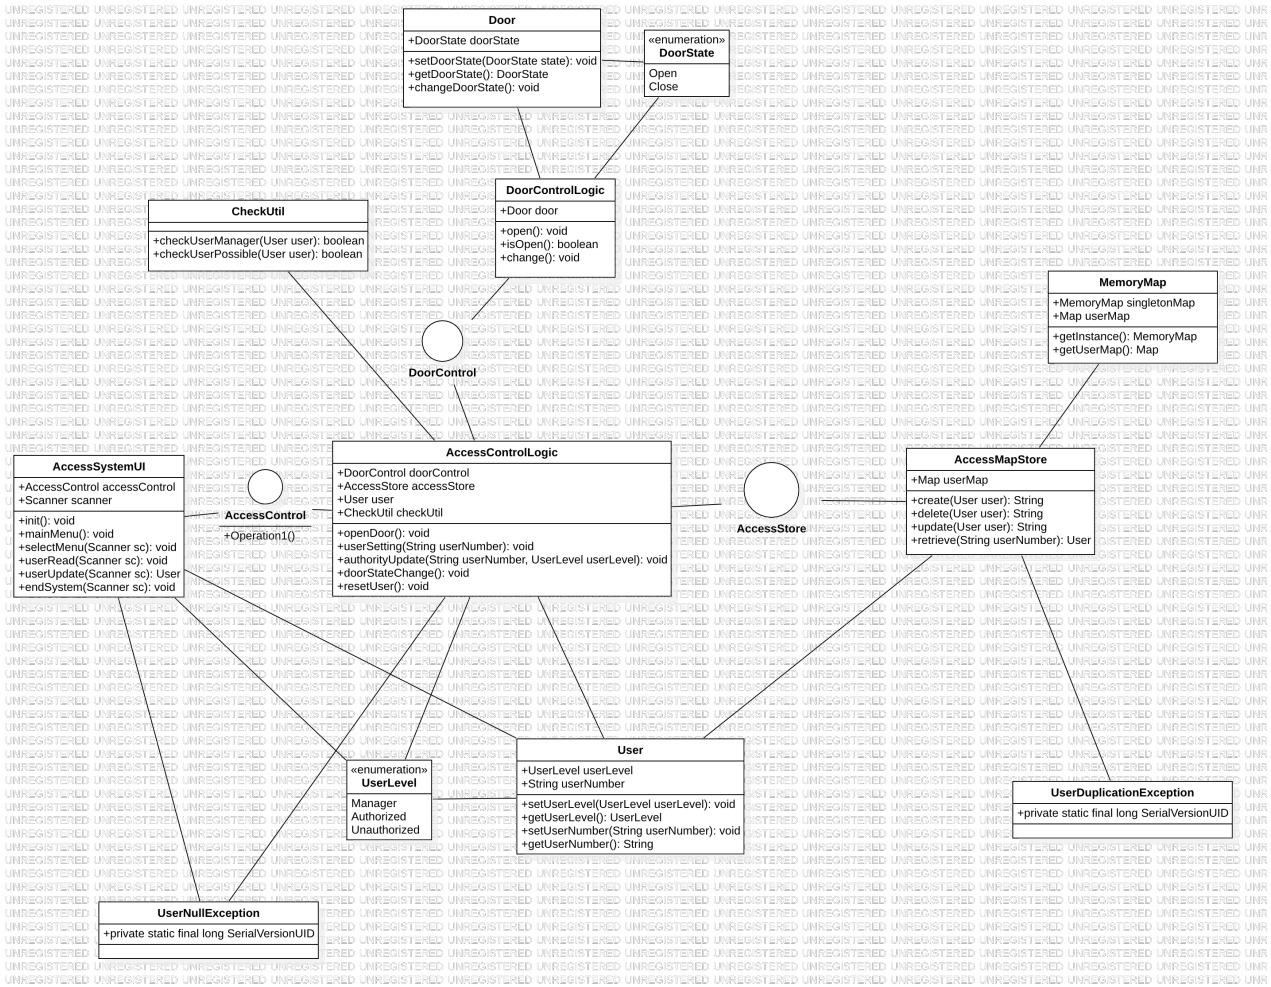 Door
+DoorState doorState
+setDoorState(DoorState state): void
+getDoorState(): DoorState
+changeDoorState(): void
«enumeration»
DoorState
Open
Close
DoorControlLogic
+Door door
+open(): void
+isOpen(): boolean
+change(): void
CheckUtil
+checkUserManager(User user): boolean
+checkUserPossible(User user): boolean
MemoryMap
+MemoryMap singletonMap
+Map userMap
+getInstance(): MemoryMap
+getUserMap(): Map
DoorControl
AccessSystemUI
+AccessControl accessControl
+Scanner scanner
+init(): void
+mainMenu(): void
+selectMenu(Scanner sc): void
+userRead(Scanner sc): void
+userUpdate(Scanner sc): User
+endSystem(Scanner sc): void
AccessControl
+Operation1()
AccessControlLogic
+DoorControl doorControl
+AccessStore accessStore
+User user
+CheckUtil checkUtil
+openDoor(): void
+userSetting(String userNumber): void
+authorityUpdate(String userNumber, UserLevel userLevel): void
+doorStateChange(): void
+resetUser(): void
AccessStore
AccessMapStore
+Map userMap
+create(User user): String
+delete(User user): String
+update(User user): String
+retrieve(String userNumber): User
«enumeration»
UserLevel
Manager
Authorized
Unauthorized
User
+UserLevel userLevel
+String userNumber
+setUserLevel(UserLevel userLevel): void
+getUserLevel(): UserLevel
+setUserNumber(String userNumber): void
+getUserNumber(): String
UserDuplicationException
+private static final long SerialVersionUID
UserNullException
+private static final long SerialVersionUID